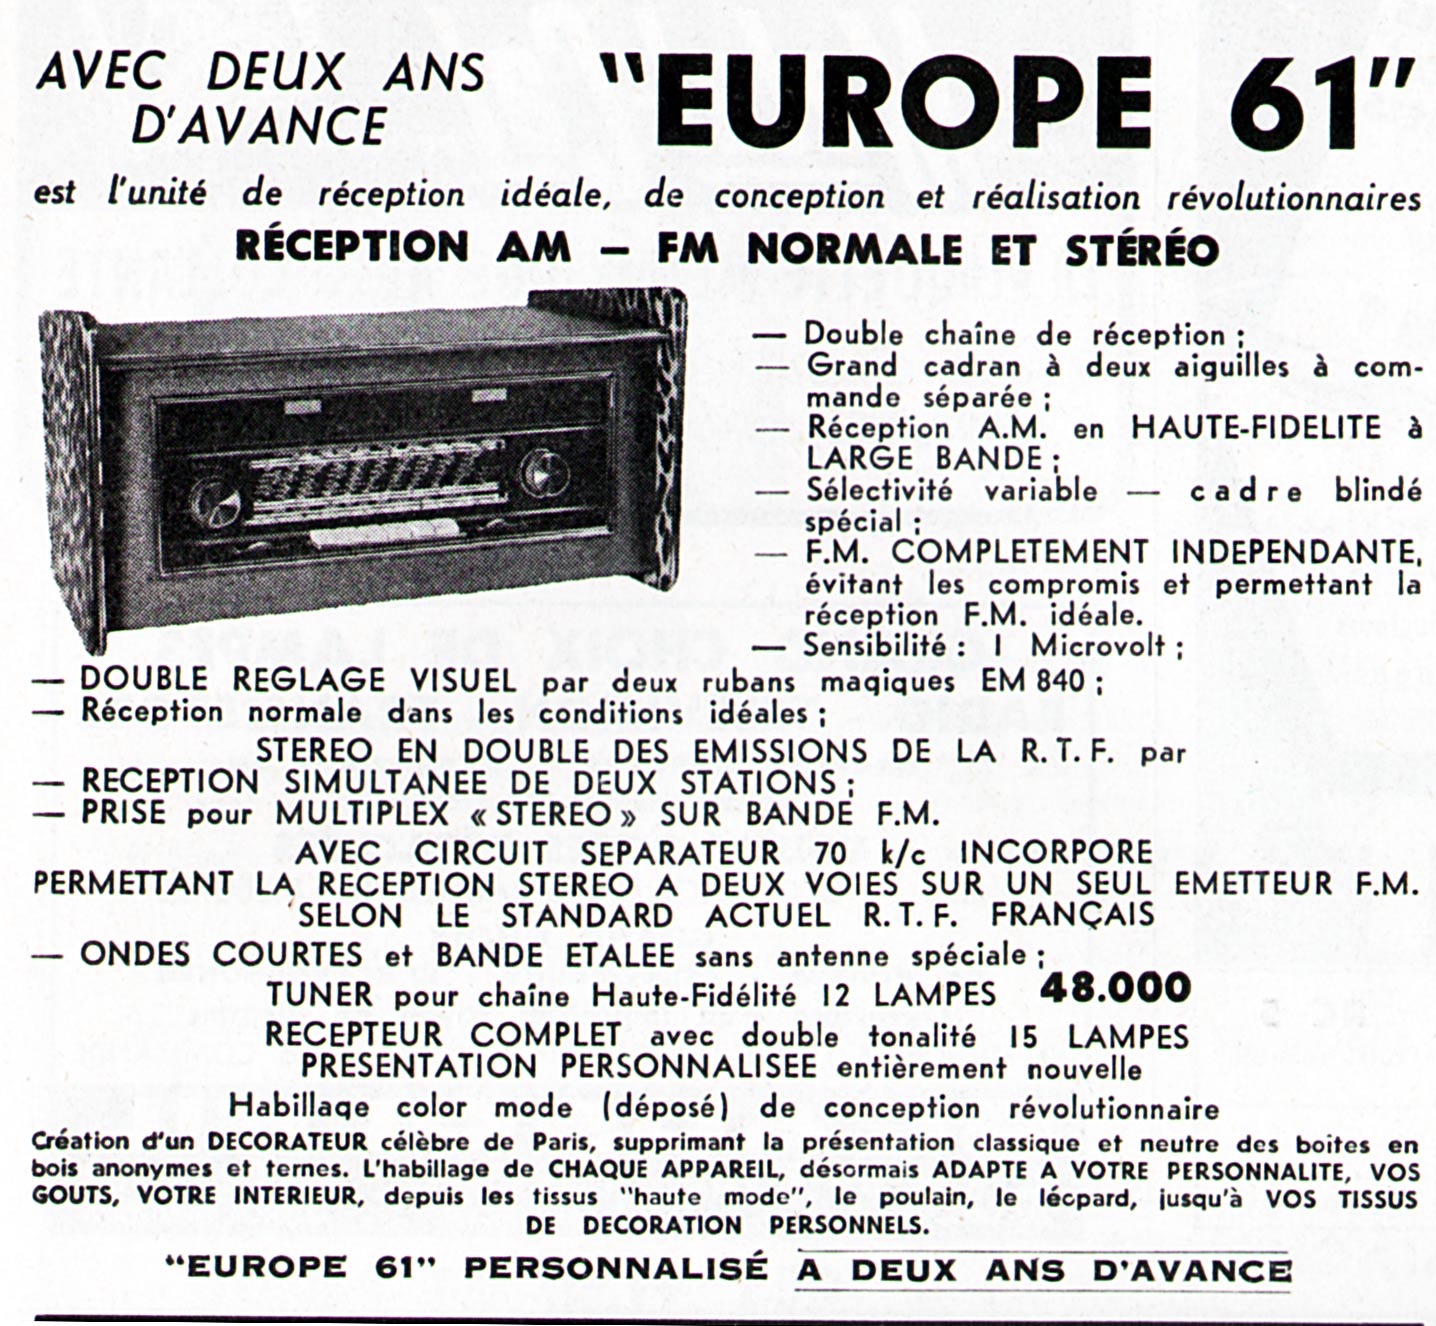 AVEC DEUX ANS
D'AVANCE
"EUROPE 61"
est l'unité de réception idéale, de conception et réalisation révolutionnaires
RÉCEPTION AM – FM NORMALE ET STÉRÉO
— Double chaîne de réception ;
— Grand cadran à deux aiguilles à com-
mande séparée ;
— Réception A.M. en HAUTE-FIDELITE à
LARGE BANDE ;
— Sélectivité variable — cadre blindé
spécial ;
— F.M. COMPLETEMENT INDEPENDANTE,
évitant les compromis et permettant la
réception F.M. idéale.
— Sensibilité : 1 Microvolt ;
— DOUBLE REGLAGE VISUEL par deux rubans magiques EM 840 ;
— Réception normale dans les conditions idéales ;
STEREO EN DOUBLE DES EMISSIONS DE LA R.T.F. par
— RECEPTION SIMULTANEE DE DEUX STATIONS ;
— PRISE pour MULTIPLEX « STEREO » SUR BANDE F.M.
AVEC CIRCUIT SEPARATEUR 70 k/c INCORPORE
PERMETTANT LA RECEPTION STEREO A DEUX VOIES SUR UN SEUL EMETTEUR F.M.
SELON LE STANDARD ACTUEL R.T.F. FRANÇAIS
— ONDES COURTES et BANDE ETALEE sans antenne spéciale ;
TUNER pour chaîne Haute-Fidélité 12 LAMPES 48.000
RECEPTEUR COMPLET avec double tonalité 15 LAMPES
PRESENTATION PERSONNALISEE entièrement nouvelle
Habillage color mode (déposé) de conception révolutionnaire
Création d'un DECORATEUR célèbre de Paris, supprimant la présentation classique et neutre des boites en
bois anonymes et ternes. L'habillage de CHAQUE APPAREIL, désormais ADAPTE A VOTRE PERSONNALITE, VOS
GOUTS, VOTRE INTERIEUR, depuis les tissus "haute mode", le poulain, le léopard, jusqu'à VOS TISSUS
DE DECORATION PERSONNELS.
"EUROPE 61" PERSONNALISÉ A DEUX ANS D'AVANCE